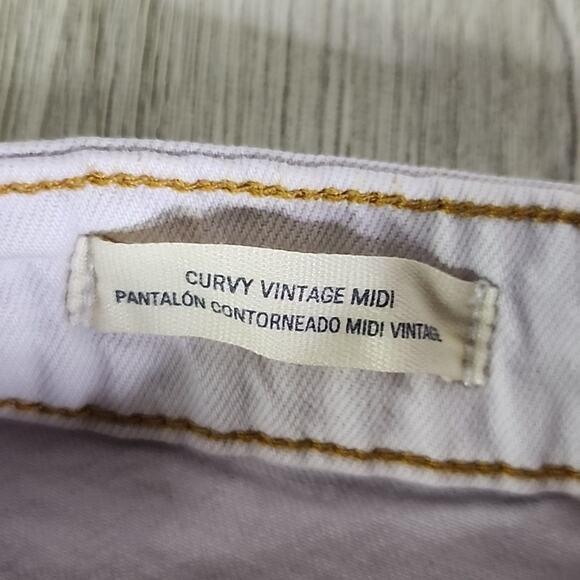 CURVY VINTAGE MIDI
PANTALÓN CONTORNEADO MIDI VINTAGE